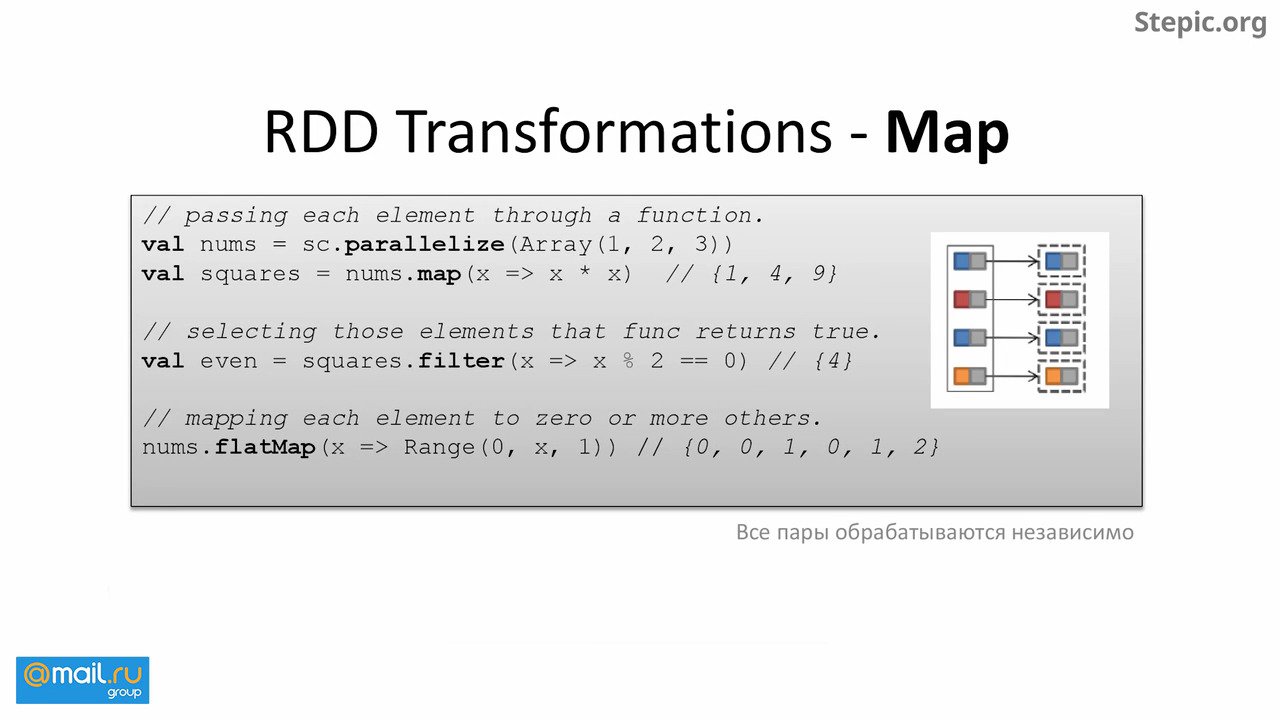 Stepic.org
RDD Transformations - Map
// passing each element through a function.
val nums = sc.parallelize(Array(1, 2, 3))
val squares = nums.map(x => x * x)  // {1, 4, 9}
// selecting those elements that func returns true.
val even = squares.filter(x => x % 2 == 0) // {4}
// mapping each element to zero or more others.
nums.flatMap(x => Range(0, x, 1)) // {0, 0, 1, 0, 1, 2}
Все пары обрабатываются независимо
@mail.ru
group